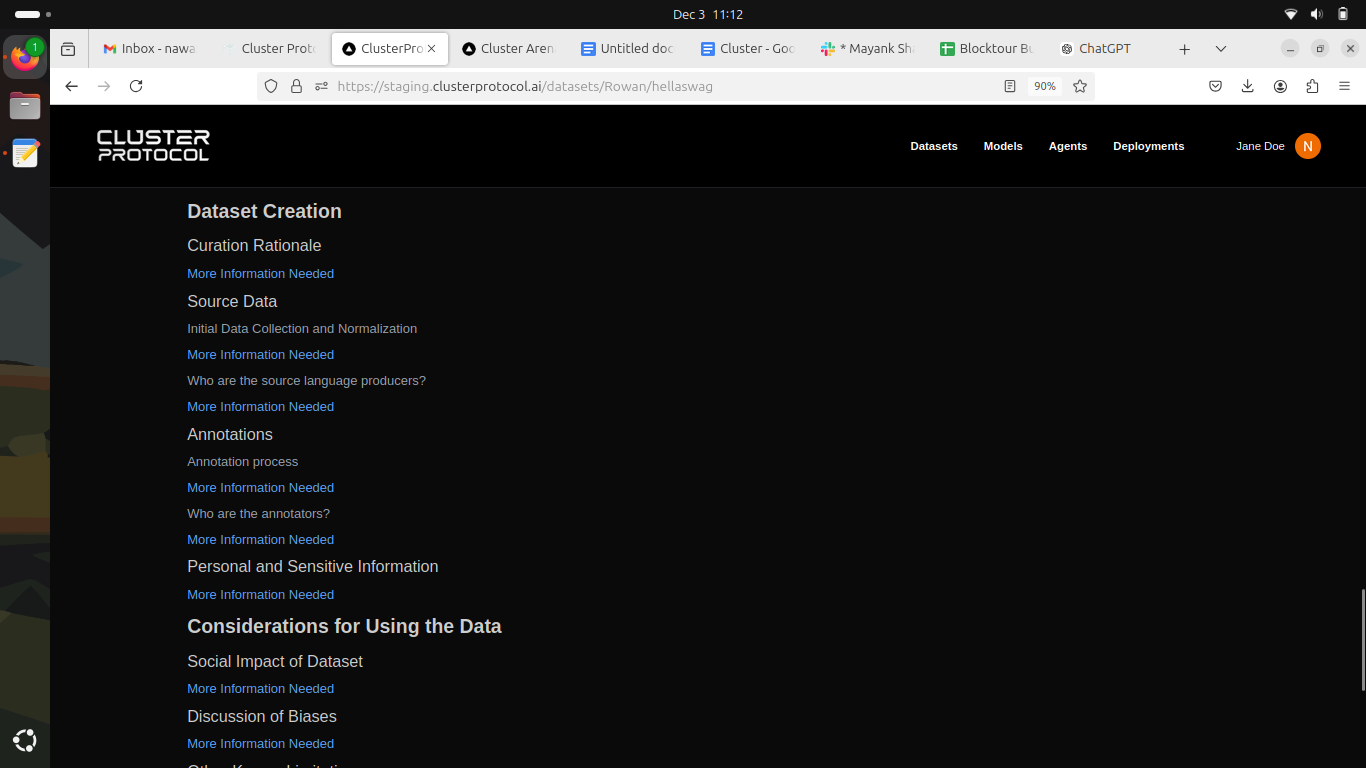 Dec 3 11:12
1
Inbox - nawa
Cluster Proto
ClusterPro
Cluster Aren
Untitled doc
Cluster - Goo
* Mayank Sh
Blocktour Bu
ChatGPT
https://staging.clusterprotocol.ai/datasets/Rowan/hellaswag
90%
CLUSTER
PROTOCOL
Datasets
Models
Agents
Deployments
Jane Doe
N
Dataset Creation
Curation Rationale
More Information Needed
Source Data
Initial Data Collection and Normalization
More Information Needed
Who are the source language producers?
More Information Needed
Annotations
Annotation process
More Information Needed
Who are the annotators?
More Information Needed
Personal and Sensitive Information
More Information Needed
Considerations for Using the Data
Social Impact of Dataset
More Information Needed
Discussion of Biases
More Information Needed